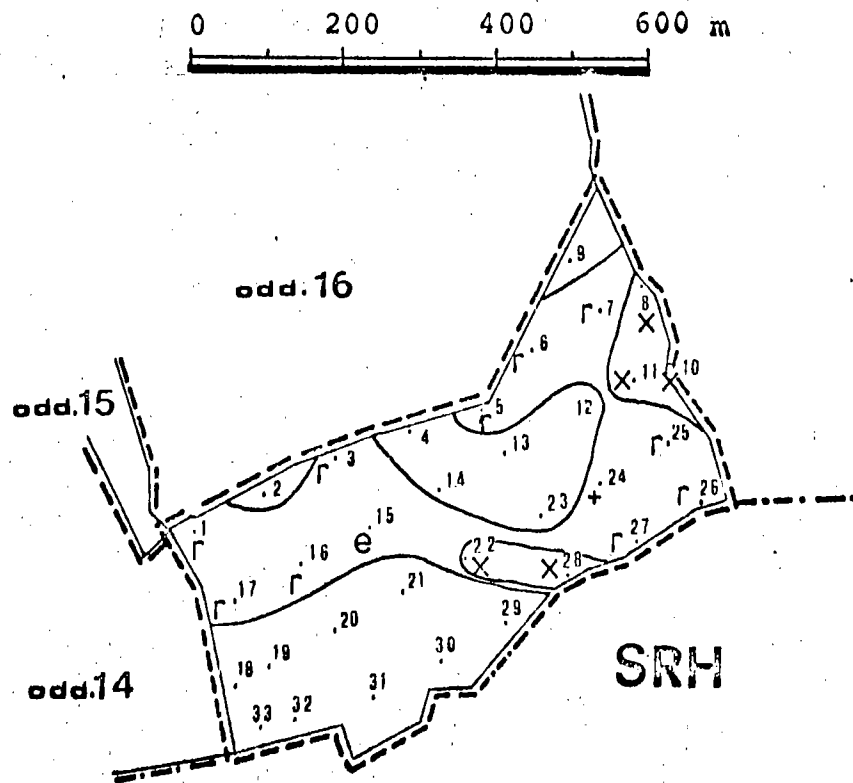 0 200 400 600 m
9
odd.16
8
r 7
r 6
11 10
odd.15
5 12
r
4
13 r 25
r 3
2 14 24
+
23 r 26
1
15
r
e 22 r 27
16 28
r
r 17
21
20 29
19 30
18
SRH
odd.14
31
33 32